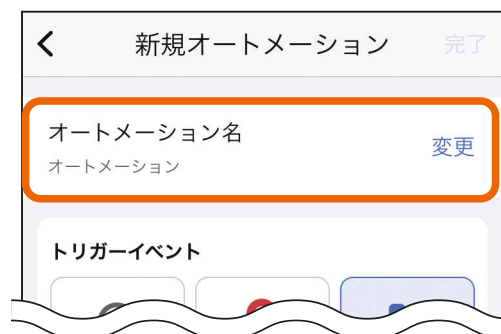 新規オートメーション 完了
オートメーション名
変更
オートメーション
トリガーイベント